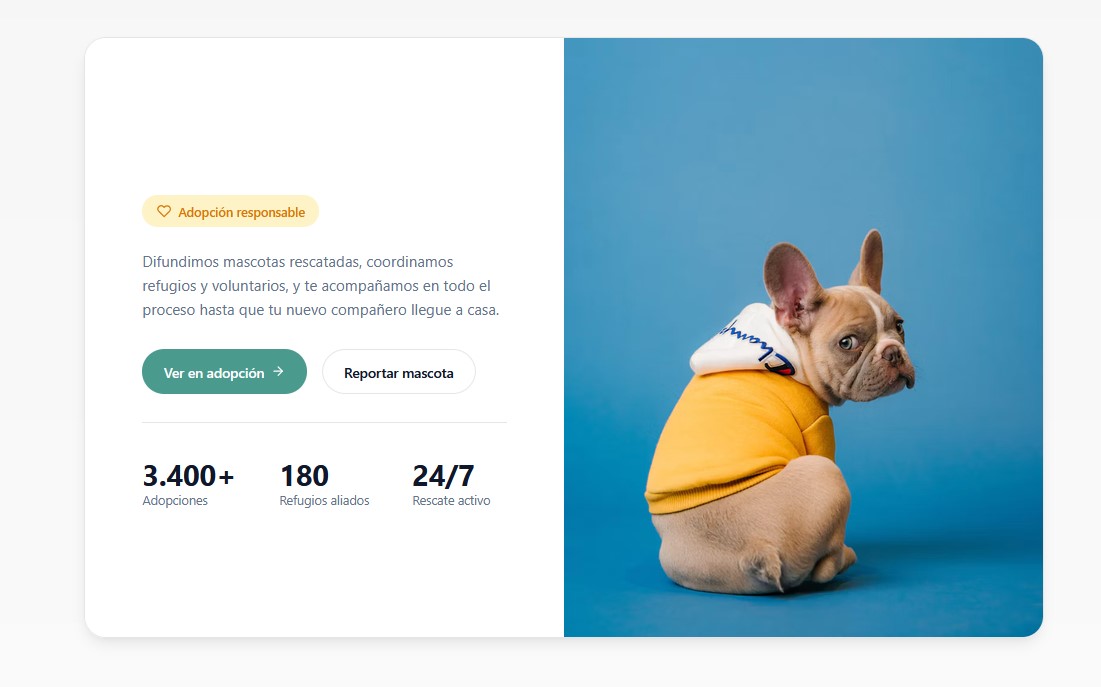 Adopción responsable
Difundimos mascotas rescatadas, coordinamos
refugios y voluntarios, y te acompañamos en todo el
proceso hasta que tu nuevo compañero llegue a casa.
Ver en adopción →
Reportar mascota
3.400+ 180 24/7
Adopciones Refugios aliados Rescate activo
Champ